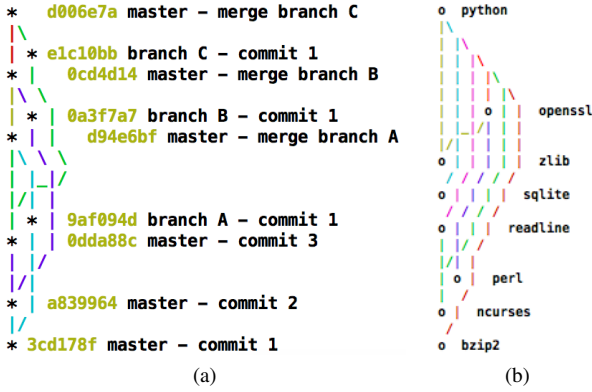 * d006e7a master – merge branch C
|\
| * e1c10bb branch C – commit 1
* | 0cd4d14 master – merge branch B
|\ \
| * | 0a3f7a7 branch B – commit 1
* | | d94e6bf master – merge branch A
|\ \ \
| |_|/
|/| |
| * | 9af094d branch A – commit 1
* | | 0dda88c master – commit 3
| |/
|/|
* | a839964 master – commit 2
|/
* 3cd178f master – commit 1
(a)
o python
o openssl
o zlib
o sqlite
o readline
o perl
o ncurses
o bzip2
(b)